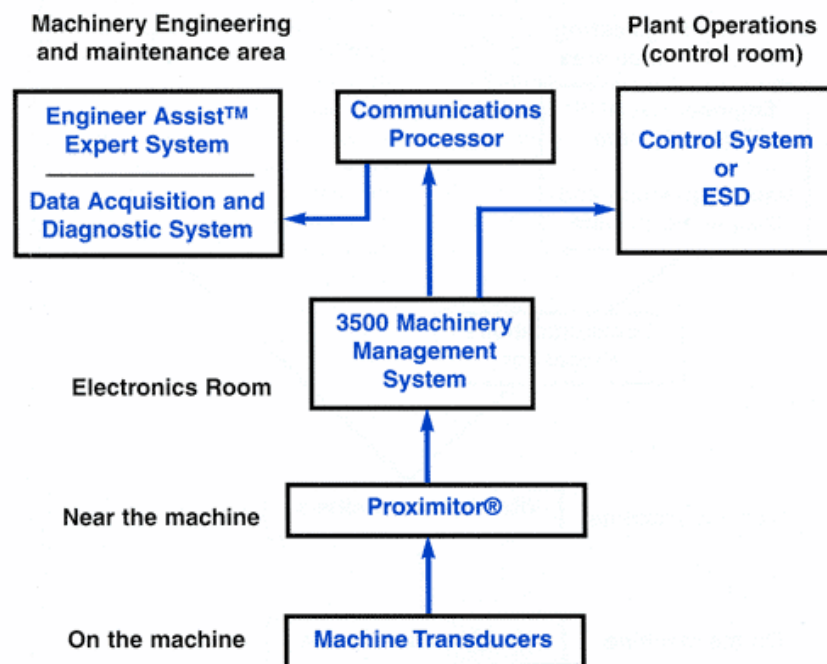 Machinery Engineering
and maintenance area
Plant Operations
(control room)
Engineer Assist™
Expert System
Data Acquisition and
Diagnostic System
Communications
Processor
Control System
or
ESD
3500 Machinery
Management
System
Electronics Room
Near the machine
Proximitor®
On the machine
Machine Transducers